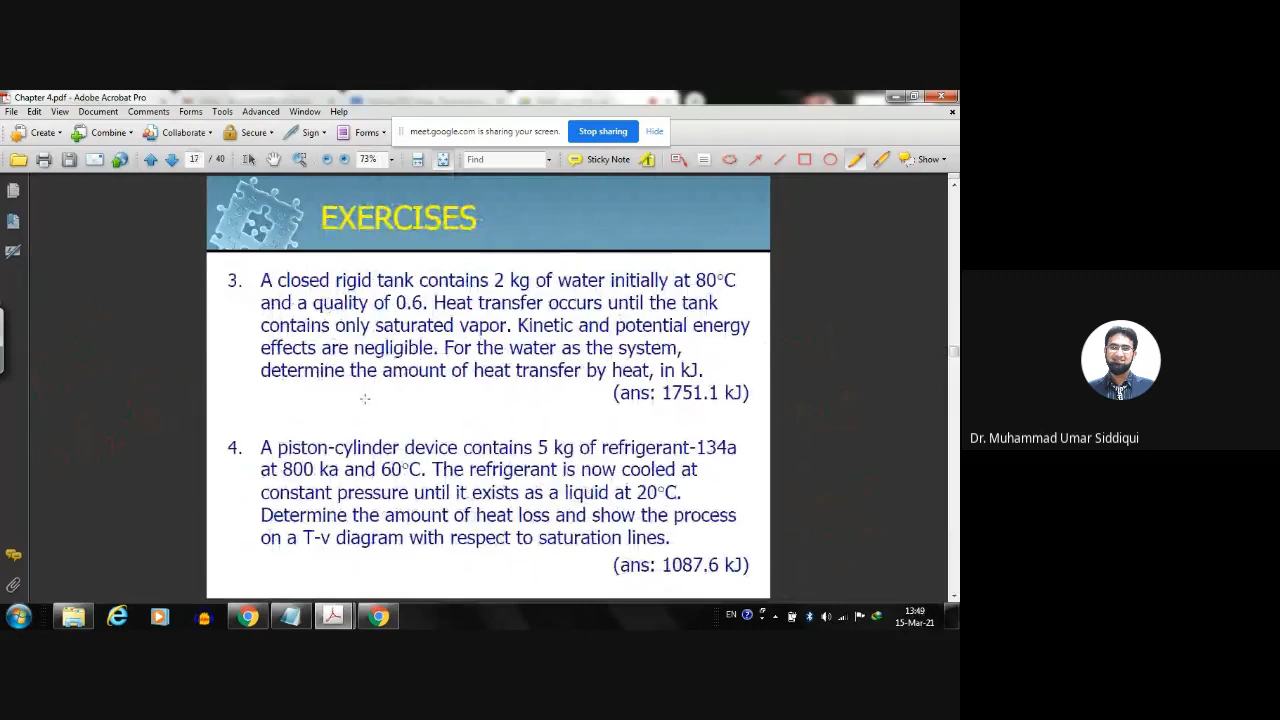 Chapter 4.pdf - Adobe Acrobat Pro
File Edit View Document Comments Forms Tools Advanced Window Help
Create Combine Collaborate Secure Sign Forms
meet.google.com is sharing your screen. Stop sharing Hide
17 / 40 73% Find Sticky Note Show
EXERCISES
3. A closed rigid tank contains 2 kg of water initially at 80°C
and a quality of 0.6. Heat transfer occurs until the tank
contains only saturated vapor. Kinetic and potential energy
effects are negligible. For the water as the system,
determine the amount of heat transfer by heat, in kJ.
(ans: 1751.1 kJ)
4. A piston-cylinder device contains 5 kg of refrigerant-134a
at 800 ka and 60°C. The refrigerant is now cooled at
constant pressure until it exists as a liquid at 20°C.
Determine the amount of heat loss and show the process
on a T-v diagram with respect to saturation lines.
(ans: 1087.6 kJ)
Dr. Muhammad Umar Siddiqui
EN
13:49
15-Mar-21